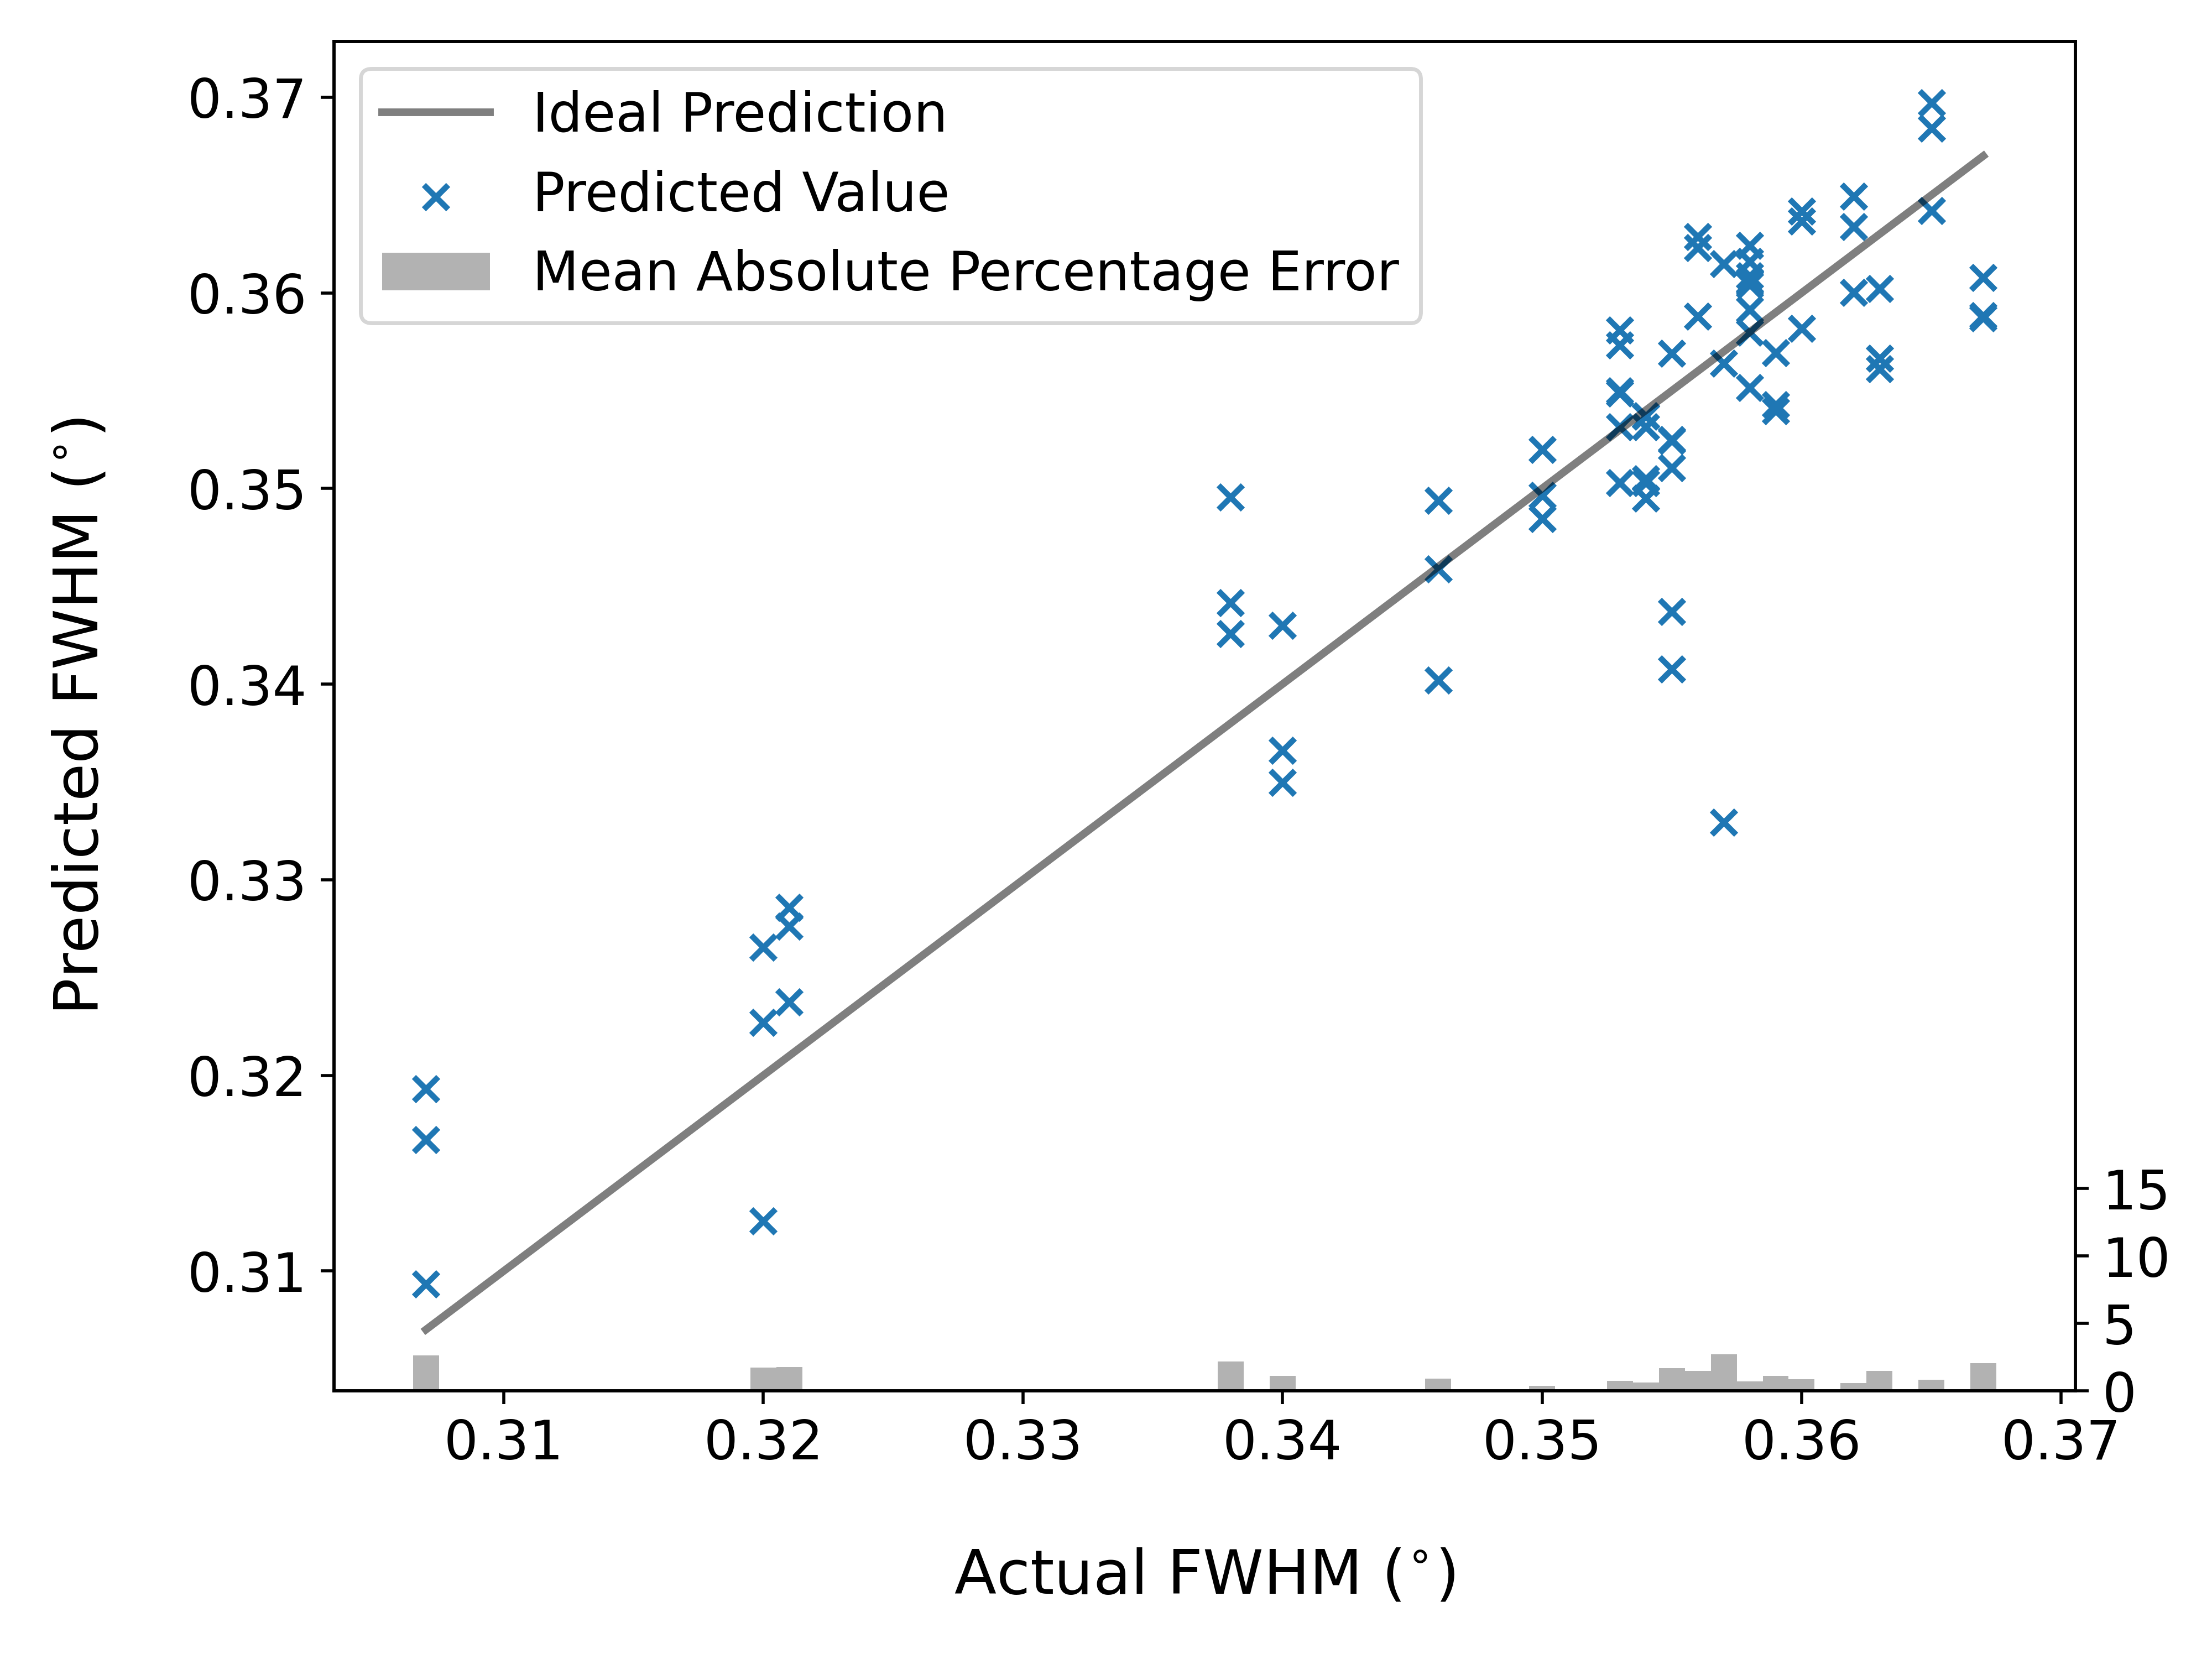 Ideal Prediction
Predicted Value
Mean Absolute Percentage Error
0.37
0.36
0.35
0.34
0.33
0.32
0.31
Predicted FWHM (°)
15
10
5
0
0.31 0.32 0.33 0.34 0.35 0.36 0.37
Actual FWHM (°)